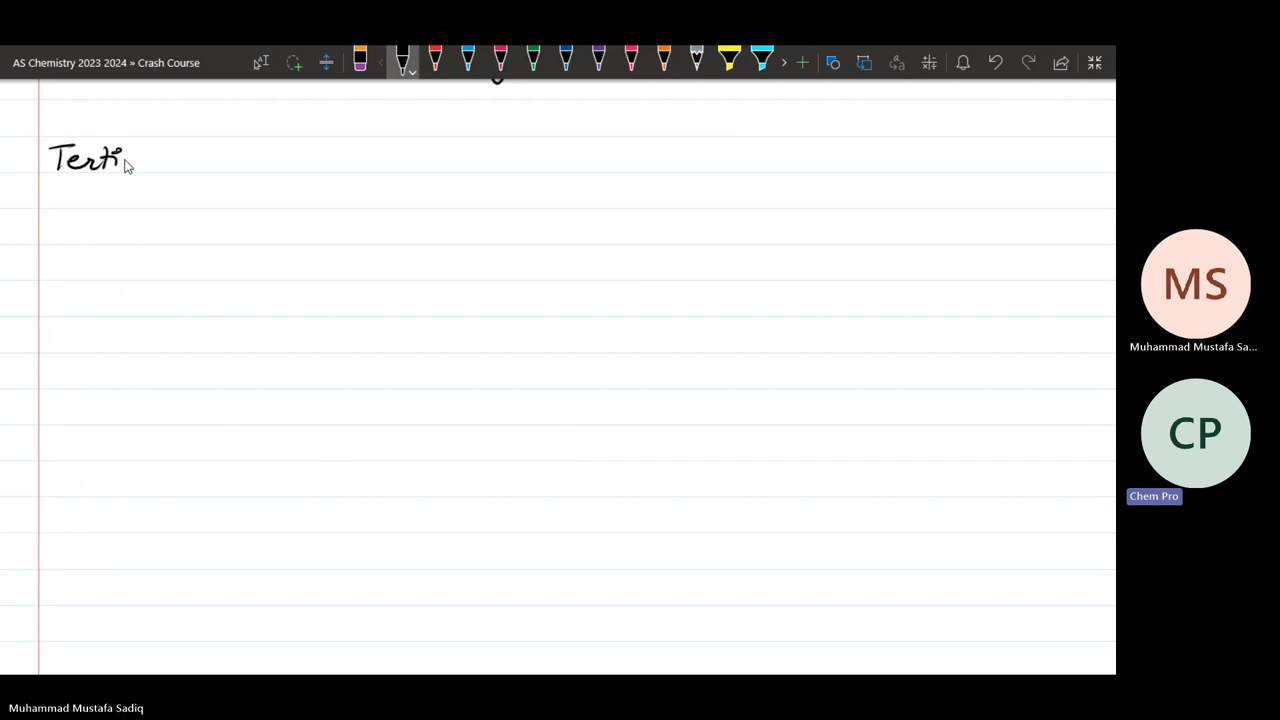 AS Chemistry 2023 2024 » Crash Course
Terti
MS
Muhammad Mustafa Sa...
CP
Chem Pro
Muhammad Mustafa Sadiq